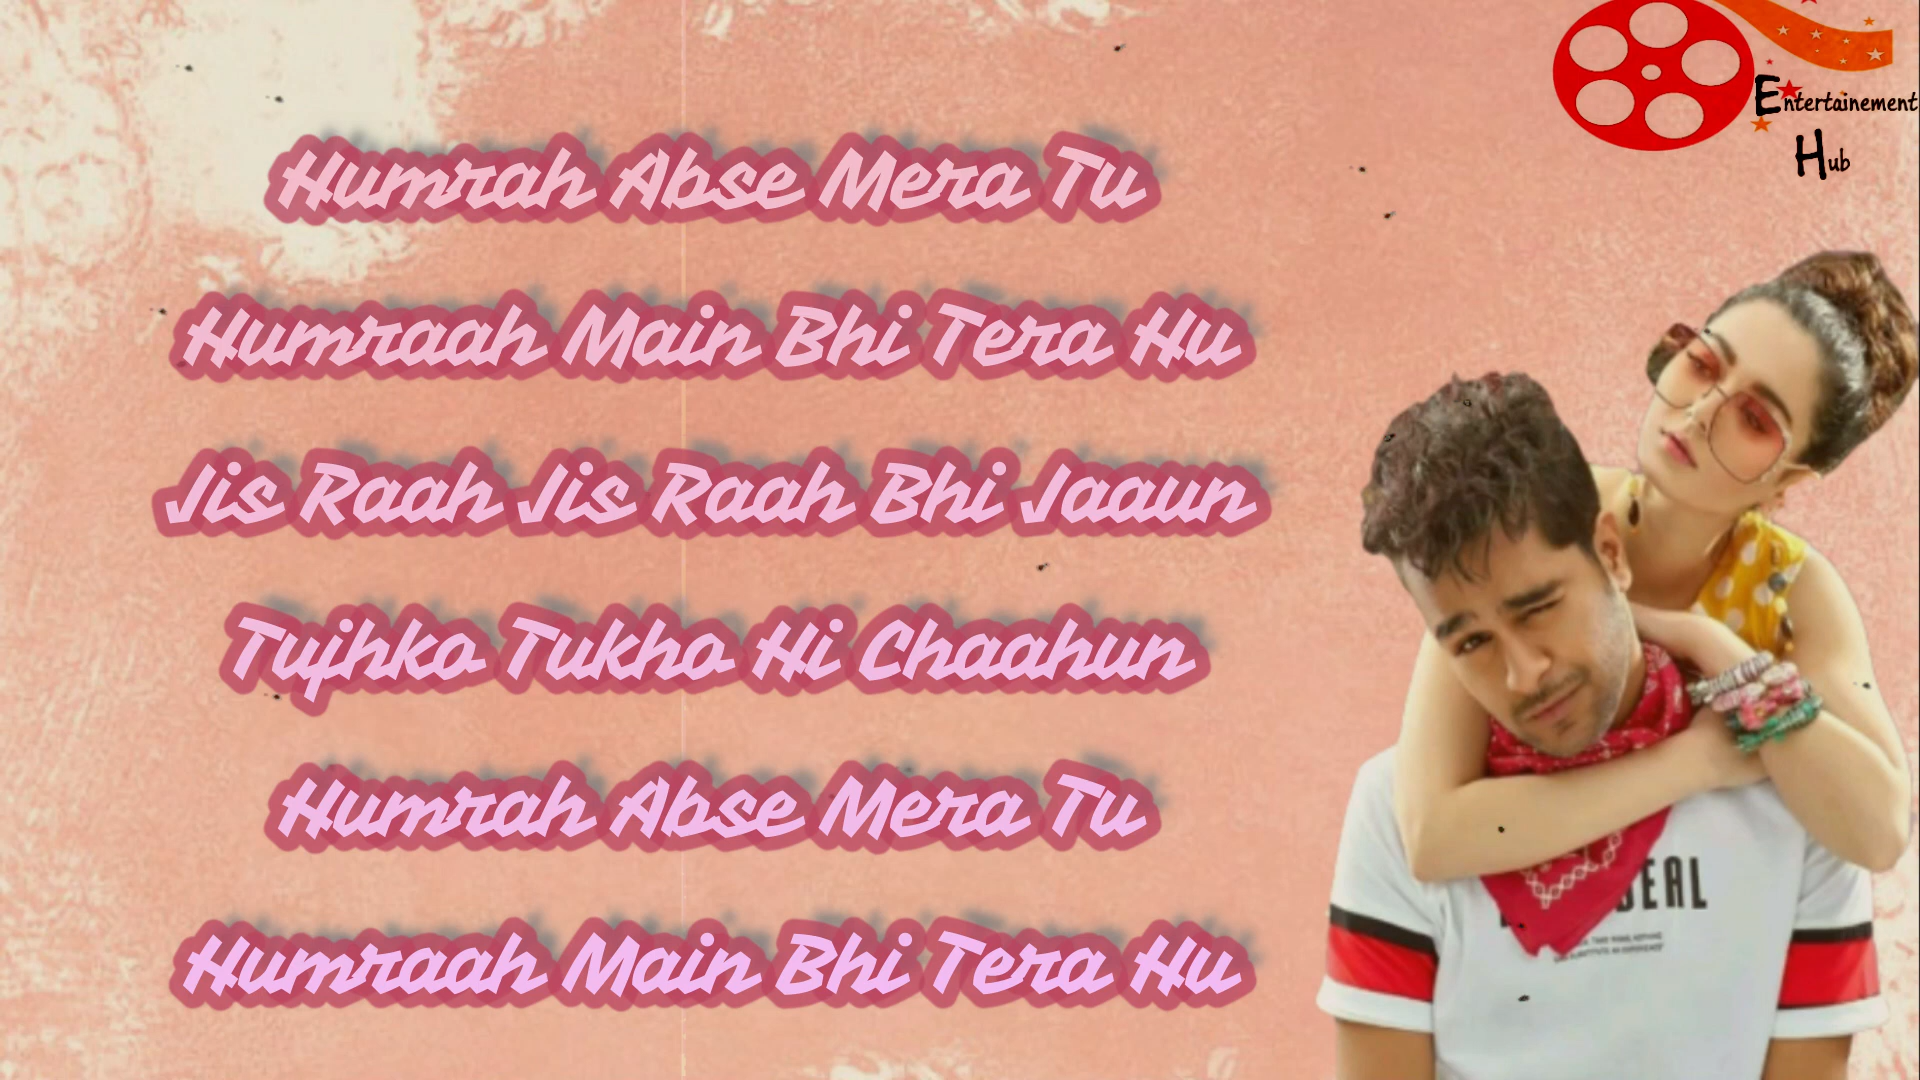 Entertainement
Hub
Humrah Abse Mera Tu
Humraah Main Bhi Tera Hu
Jis Raah Jis Raah Bhi Jaaun
Tujhko Tukho Hi Chaahun
Humrah Abse Mera Tu
Humraah Main Bhi Tera Hu